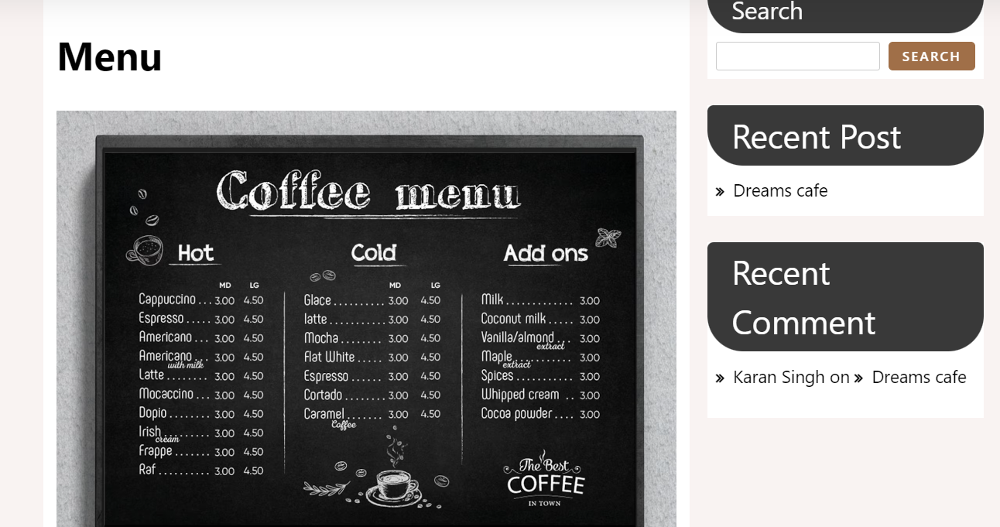 Menu
Coffee menu
Hot
MD LG
Cappuccino ... 3.00 4.50
Espresso ..... 3.00 4.50
Americano ... 3.00 4.50
Americano ... 3.00 4.50
with milk
Latte ......... 3.00 4.50
Mocaccino ... 3.00 4.50
Dopio ........ 3.00 4.50
Irish ......... 3.00 4.50
cream
Frappe ....... 3.00 4.50
Raf .......... 3.00 4.50
Cold
MD LG
Glace .......... 3.00 4.50
latte ........... 3.00 4.50
Mocha ........ 3.00 4.50
Flat White ..... 3.00 4.50
Espresso ...... 3.00 4.50
Cortado ........ 3.00 4.50
Caramel ....... 3.00 4.50
Coffee
Add ons
Milk ............. 3.00
Coconut milk ..... 3.00
Vanilla/almond ... 3.00
extract
Maple ........... 3.00
extract
Spices ........... 3.00
Whipped cream .. 3.00
Cocoa powder .... 3.00
The Best
COFFEE
IN TOWN
Search
SEARCH
Recent Post
» Dreams cafe
Recent
Comment
» Karan Singh on » Dreams cafe